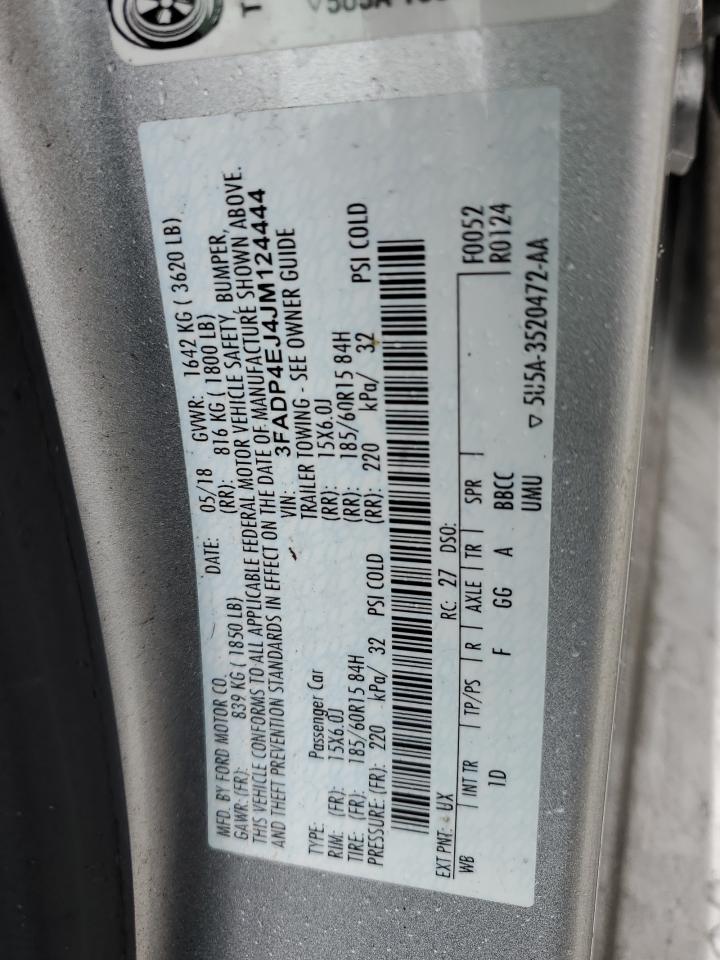 MFD. BY FORD MOTOR CO.
DATE: 05/18 GVWR: 1642 KG ( 3620 LB)
GAWR: (FR): 839 KG ( 1850 LB) (RR): 816 KG ( 1800 LB)
THIS VEHICLE CONFORMS TO ALL APPLICABLE FEDERAL MOTOR VEHICLE SAFETY, BUMPER,
AND THEFT PREVENTION STANDARDS IN EFFECT ON THE DATE OF MANUFACTURE SHOWN ABOVE.
VIN: 3FADP4EJ4JM124444
TYPE: Passenger Car TRAILER TOWING - SEE OWNER GUIDE
RIM: (FR): 15X6.0J (RR): 15X6.0J
TIRE: (FR): 185/60R15 84H (RR): 185/60R15 84H
PRESSURE: (FR): 220 kPa/ 32 PSI COLD (RR): 220 kPa/ 32 PSI COLD
EXT PNT: UX RC: 27 DSO: F0052
WB INT TR TP/PS R AXLE TR SPR R0124
1D F GG A BBCC
UMU
▽ 5U5A-3520472-AA